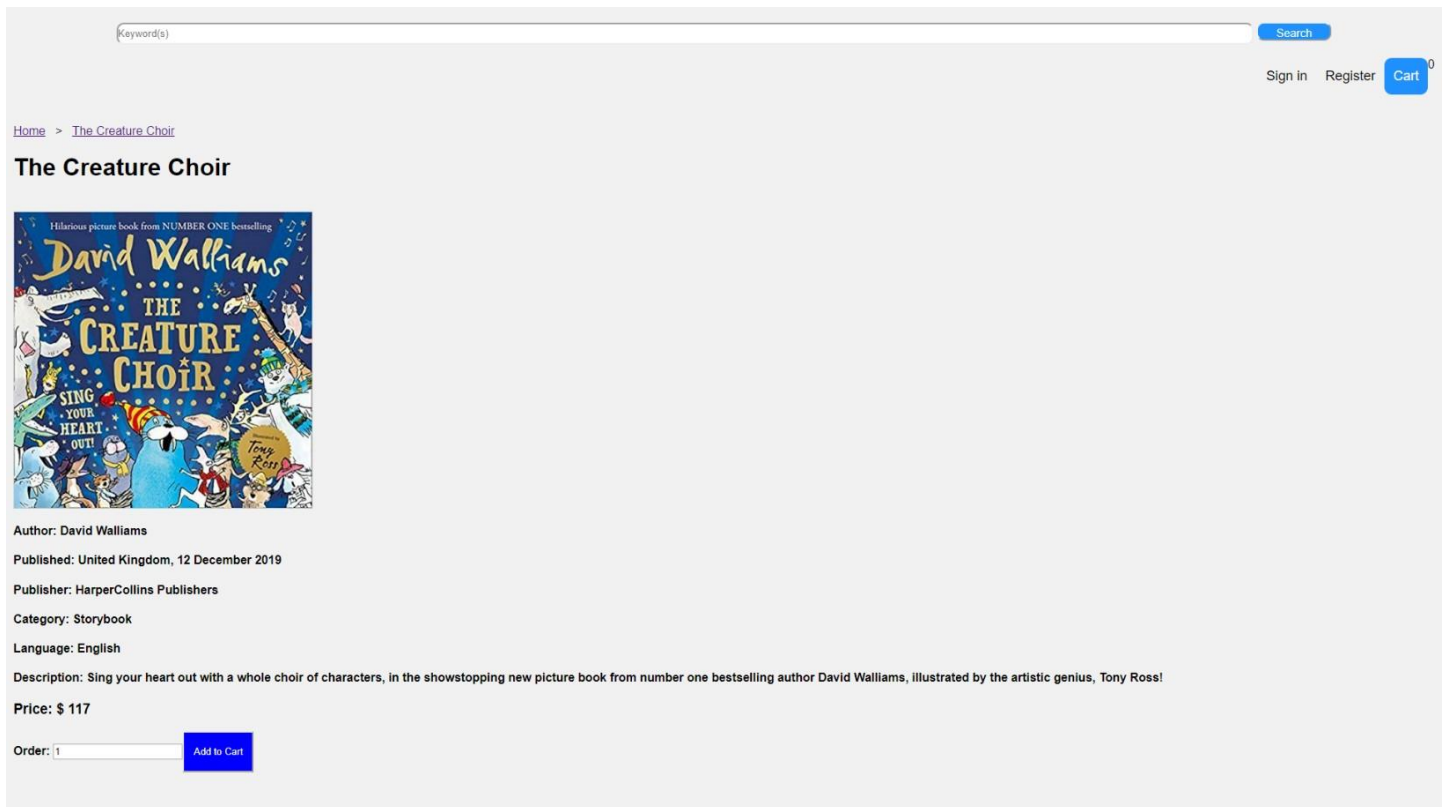 Keyword(s)
Search
Sign in Register Cart 0
Home > The Creature Choir
The Creature Choir
Hilarious picture book from NUMBER ONE bestselling
David Walliams
THE
CREATURE
CHOIR
SING
YOUR
HEART
OUT!
Illustrated by
Tony
Ross
Author: David Walliams
Published: United Kingdom, 12 December 2019
Publisher: HarperCollins Publishers
Category: Storybook
Language: English
Description: Sing your heart out with a whole choir of characters, in the showstopping new picture book from number one bestselling author David Walliams, illustrated by the artistic genius, Tony Ross!
Price: $ 117
Order: 1 Add to Cart